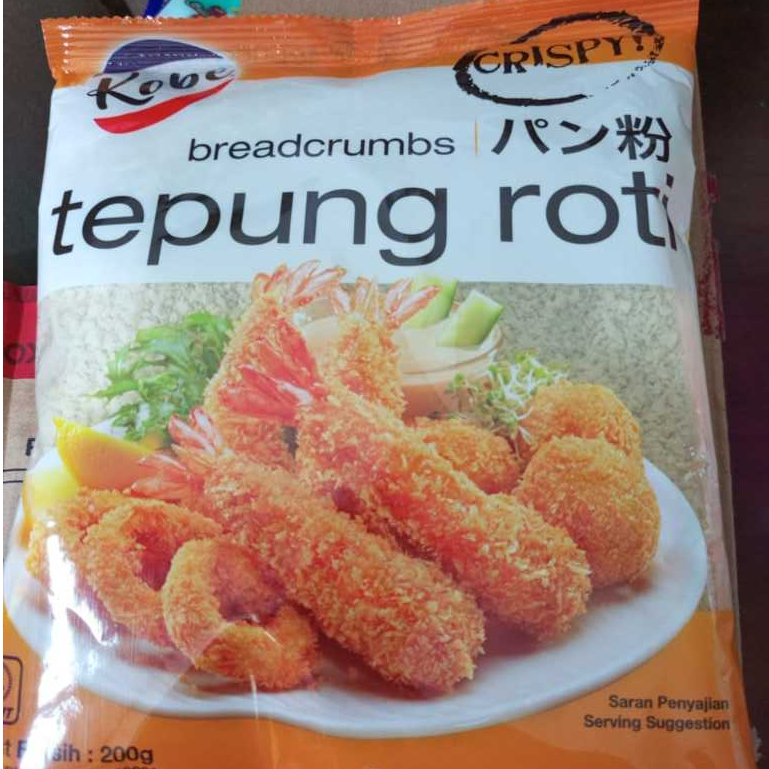 Kobe
CRISPY!
breadcrumbs | パン粉
tepung roti
Saran Penyajian
Serving Suggestion
: 200g